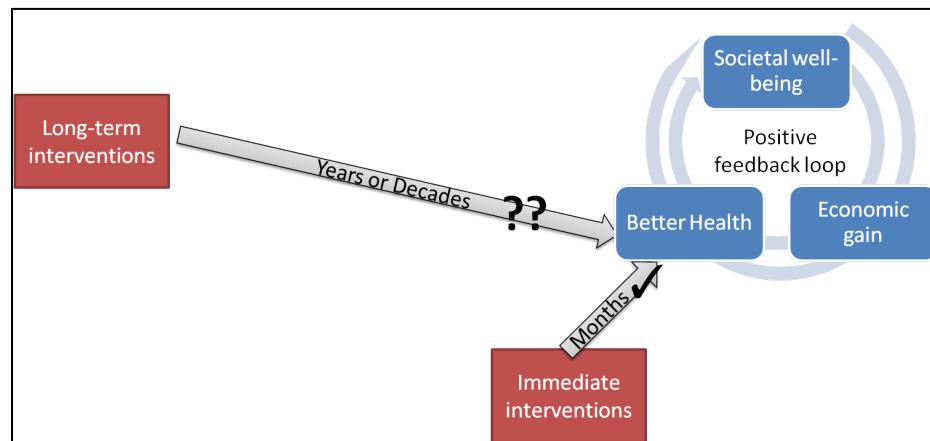 Societal well-
being
Long-term
interventions
Positive
feedback loop
Years or Decades
??
Better Health
Economic
gain
Months
✓
Immediate
interventions